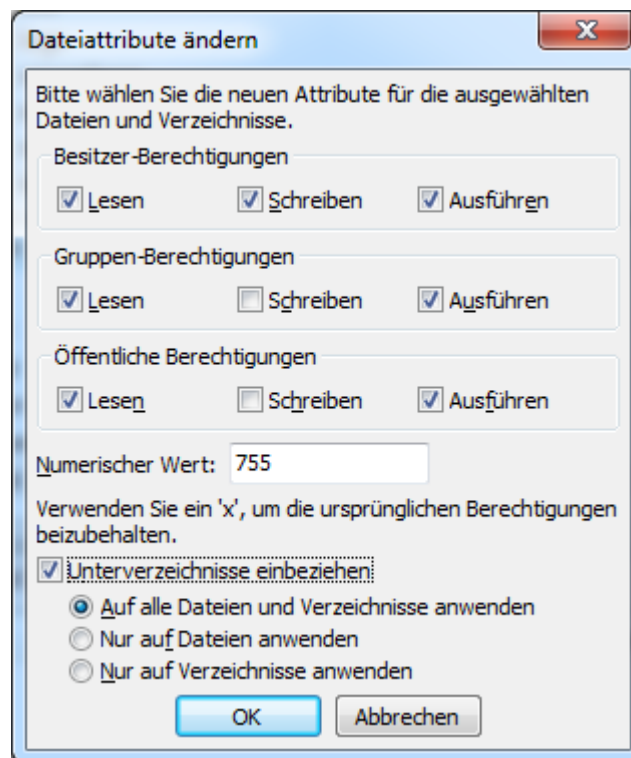 Dateiattribute ändern
Bitte wählen Sie die neuen Attribute für die ausgewählten
Dateien und Verzeichnisse.
Besitzer-Berechtigungen
Lesen Schreiben Ausführen
Gruppen-Berechtigungen
Lesen Schreiben Ausführen
Öffentliche Berechtigungen
Lesen Schreiben Ausführen
Numerischer Wert: 755
Verwenden Sie ein 'x', um die ursprünglichen Berechtigungen
beizubehalten.
Unterverzeichnisse einbeziehen
Auf alle Dateien und Verzeichnisse anwenden
Nur auf Dateien anwenden
Nur auf Verzeichnisse anwenden
OK Abbrechen